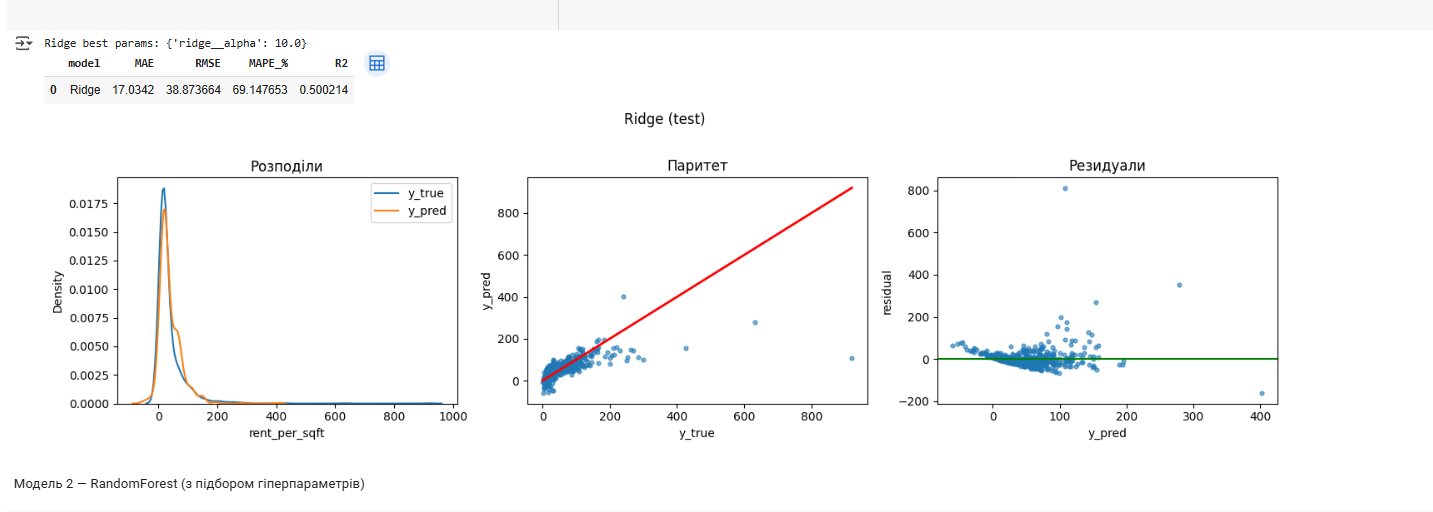 Ridge best params: {'ridge__alpha': 10.0}
model MAE RMSE MAPE_% R2
0 Ridge 17.0342 38.873664 69.147653 0.500214
Ridge (test)
Розподіли
y_true
y_pred
0.0175
0.0150
0.0125
0.0100
0.0075
0.0050
0.0025
0.0000
Density
0 200 400 600 800 1000
rent_per_sqft
Паритет
800
600
400
200
0
y_pred
0 200 400 600 800
y_true
Резидуали
800
600
400
200
0
−200
residual
0 100 200 300 400
y_pred
Модель 2 — RandomForest (з підбором гіперпараметрів)